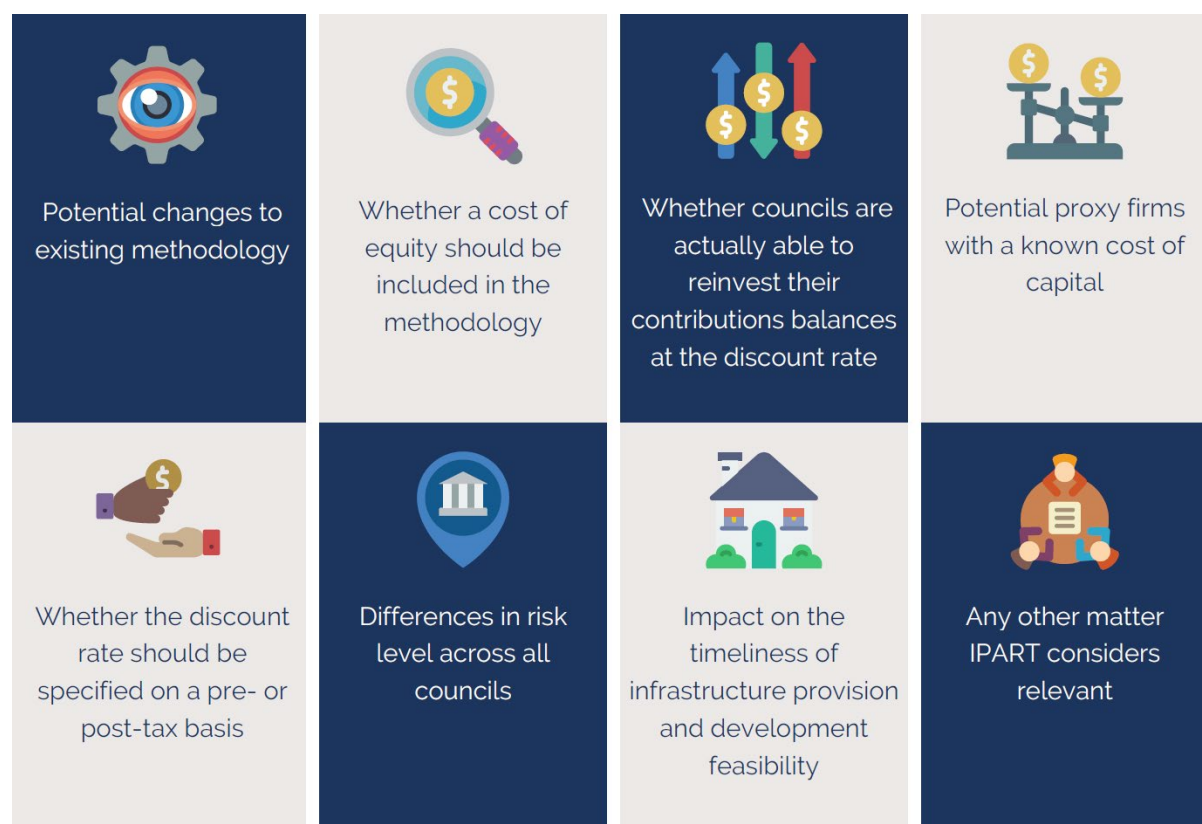 Potential changes to
existing methodology
Whether a cost of
equity should be
included in the
methodology
Whether councils are
actually able to
reinvest their
contributions balances
at the discount rate
Potential proxy firms
with a known cost of
capital
Whether the discount
rate should be
specified on a pre- or
post-tax basis
Differences in risk
level across all
councils
Impact on the
timeliness of
infrastructure provision
and development
feasibility
Any other matter
IPART considers
relevant